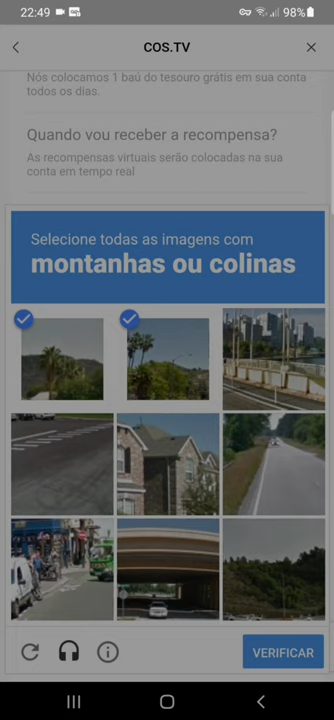 22:49 98%
COS.TV
Nós colocamos 1 baú do tesouro grátis em sua conta
todos os dias.
Quando vou receber a recompensa?
As recompensas virtuais serão colocadas na sua
conta em tempo real
Selecione todas as imagens com
montanhas ou colinas
VERIFICAR